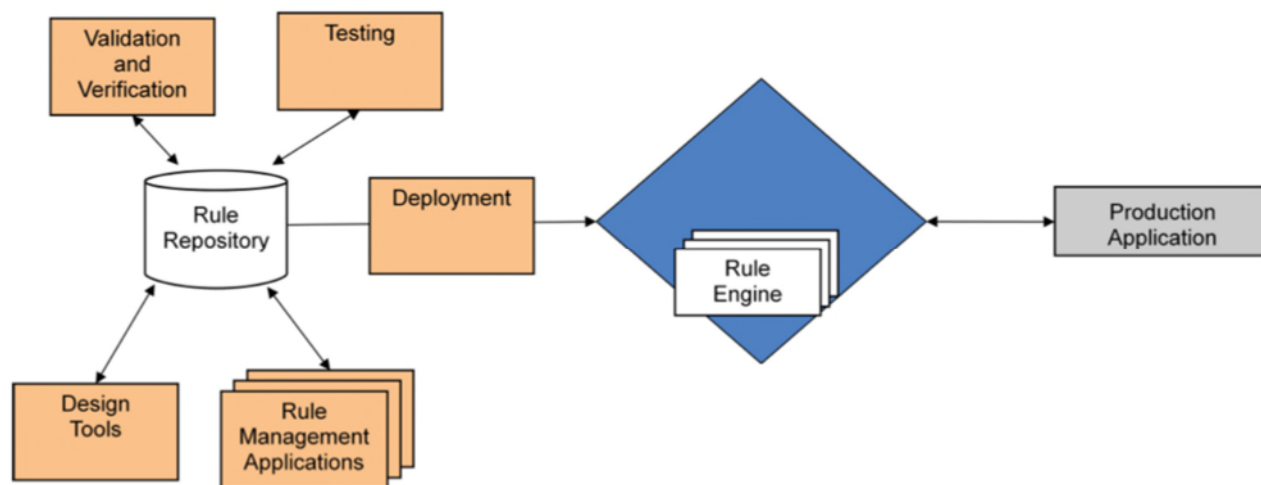 Validation
and
Verification
Testing
Rule
Repository
Deployment
Rule
Engine
Production
Application
Design
Tools
Rule
Management
Applications